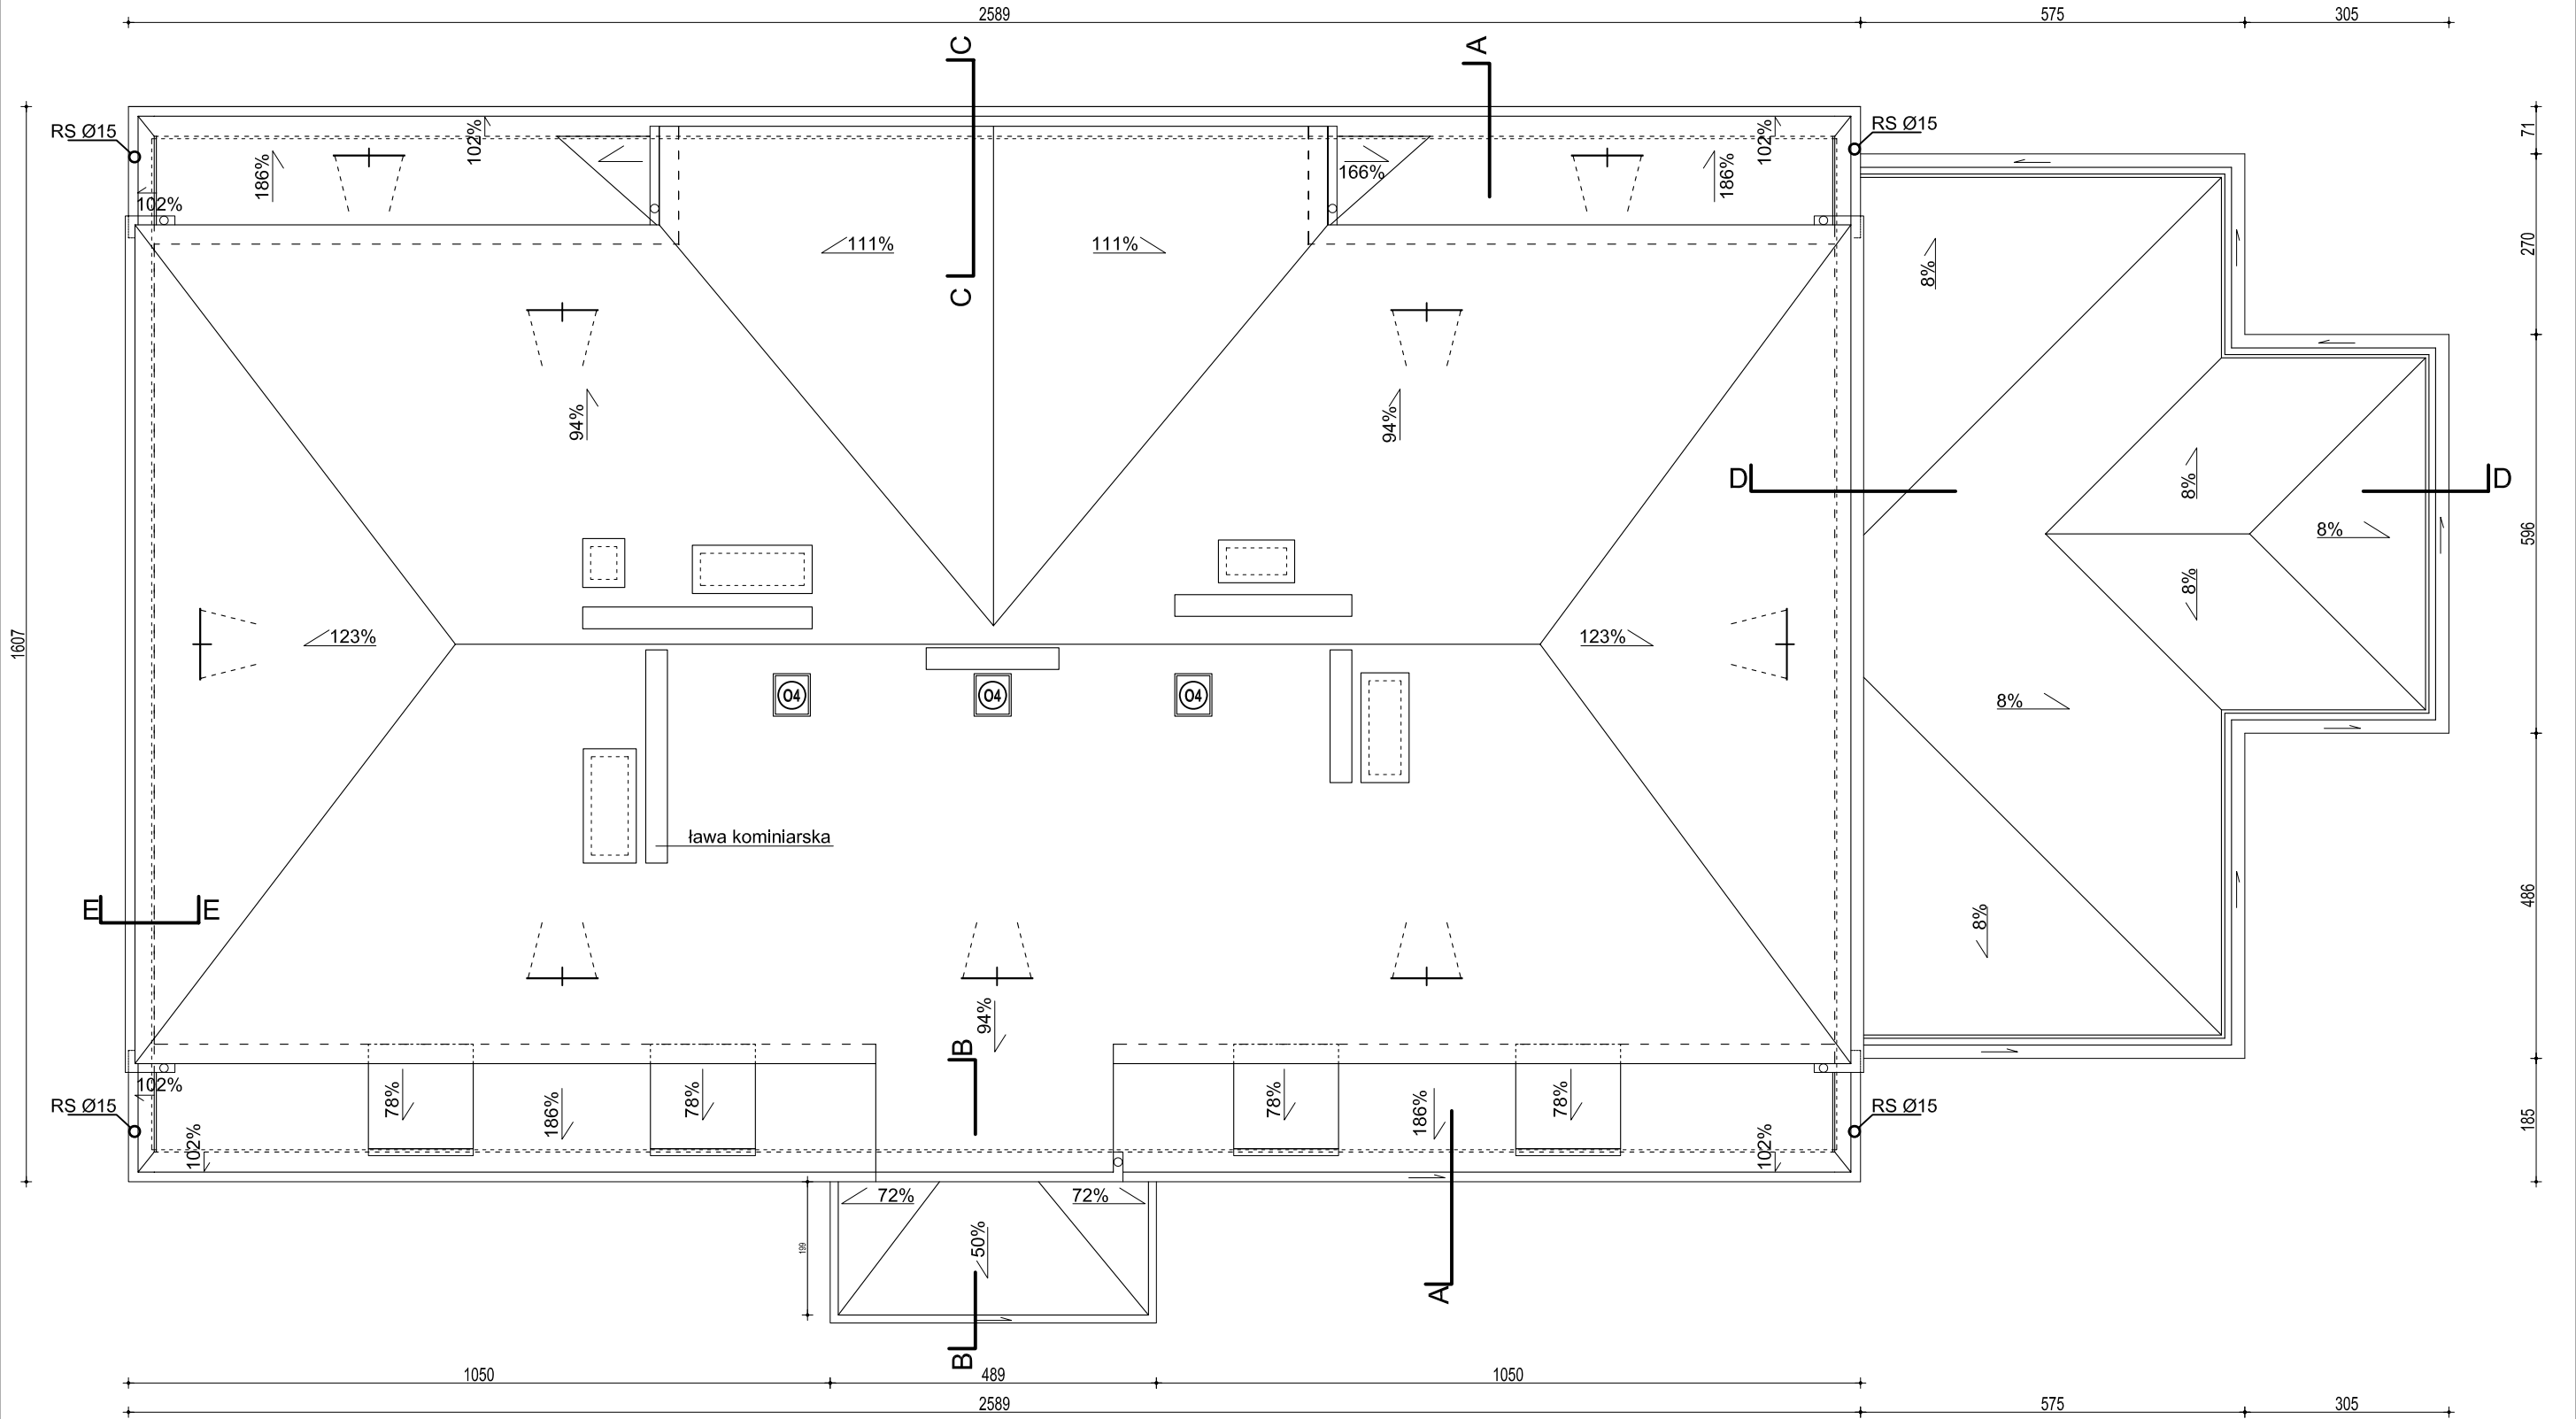 2589 575 305
C A
RS Ø15 102% 102% RS Ø15 71
186% 166% 186%
102%
111% 111% 270
C 8%
94% 94%
D 8% D
8% 596
8%
1607 123% 123%
04 04 04 8%
ława kominiarska
E E 486
8%
94%
B
102% 78% 186% 78% 78% 186% 78%
RS Ø15 RS Ø15 185
102% 102%
72% 72%
199 50%
A
B
1050 489 1050
2589 575 305